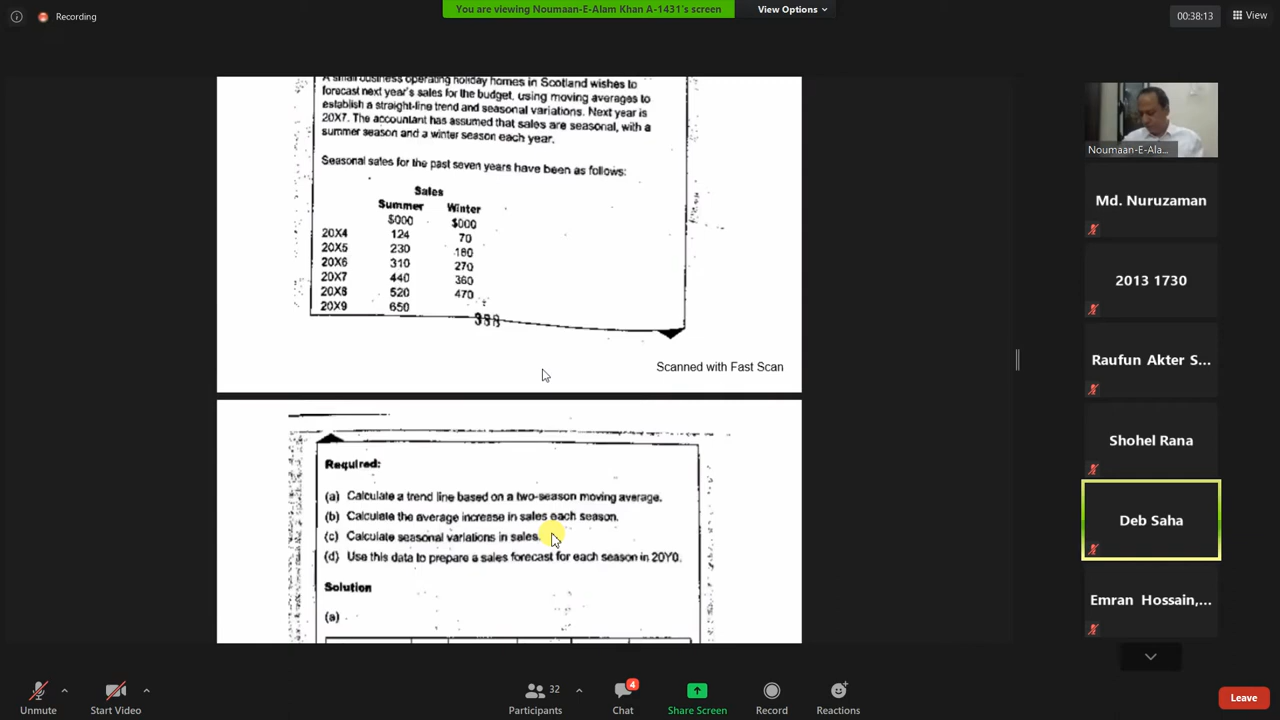 Recording
You are viewing Noumaan-E-Alam Khan A-1431's screen
View Options
00:38:13
View
A small business operating holiday homes in Scotland wishes to
forecast next year's sales for the budget, using moving averages to
establish a straight-line trend and seasonal variations. Next year is
20X7. The accountant has assumed that sales are seasonal, with a
summer season and a winter season each year.
Seasonal sales for the past seven years have been as follows:
Sales
Summer Winter
$000 $000
20X4 124 70
20X5 230 180
20X6 310 270
20X7 440 360
20X8 520 470
20X9 650
388
Scanned with Fast Scan
Required:
(a) Calculate a trend line based on a two-season moving average.
(b) Calculate the average increase in sales each season.
(c) Calculate seasonal variations in sales.
(d) Use this data to prepare a sales forecast for each season in 20Y0.
Solution
(a)
Noumaan-E-Ala...
Md. Nuruzaman
2013 1730
Raufun Akter S...
Shohel Rana
Deb Saha
Emran Hossain,...
Unmute
Start Video
32
Participants
4
Chat
Share Screen
Record
Reactions
Leave